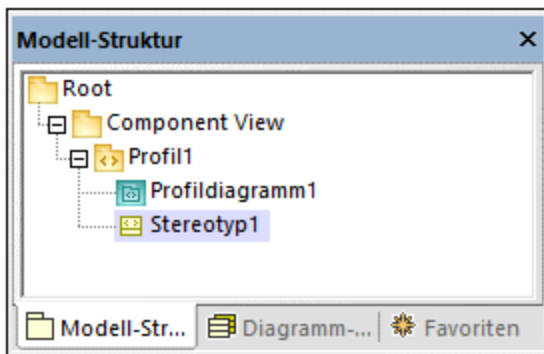 Modell-Struktur
Root
Component View
Profil1
Profildiagramm1
Stereotyp1
Modell-Str... Diagramm-... Favoriten